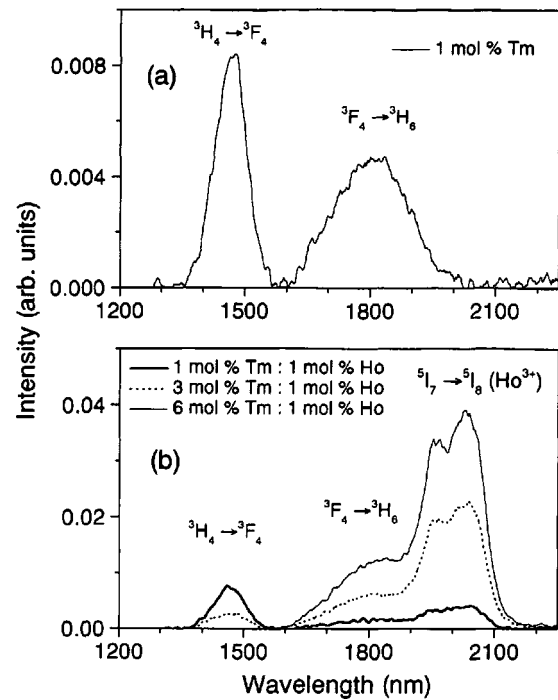 ³H₄ → ³F₄
1 mol % Tm
(a)
³F₄ → ³H₆
0.008
0.004
0.000
1200 1500 1800 2100
Intensity (arb. units)
1 mol % Tm : 1 mol % Ho
3 mol % Tm : 1 mol % Ho
6 mol % Tm : 1 mol % Ho
⁵I₇ → ⁵I₈ (Ho³⁺)
(b)
³F₄ → ³H₆
³H₄ → ³F₄
0.04
0.02
0.00
1200 1500 1800 2100
Wavelength (nm)